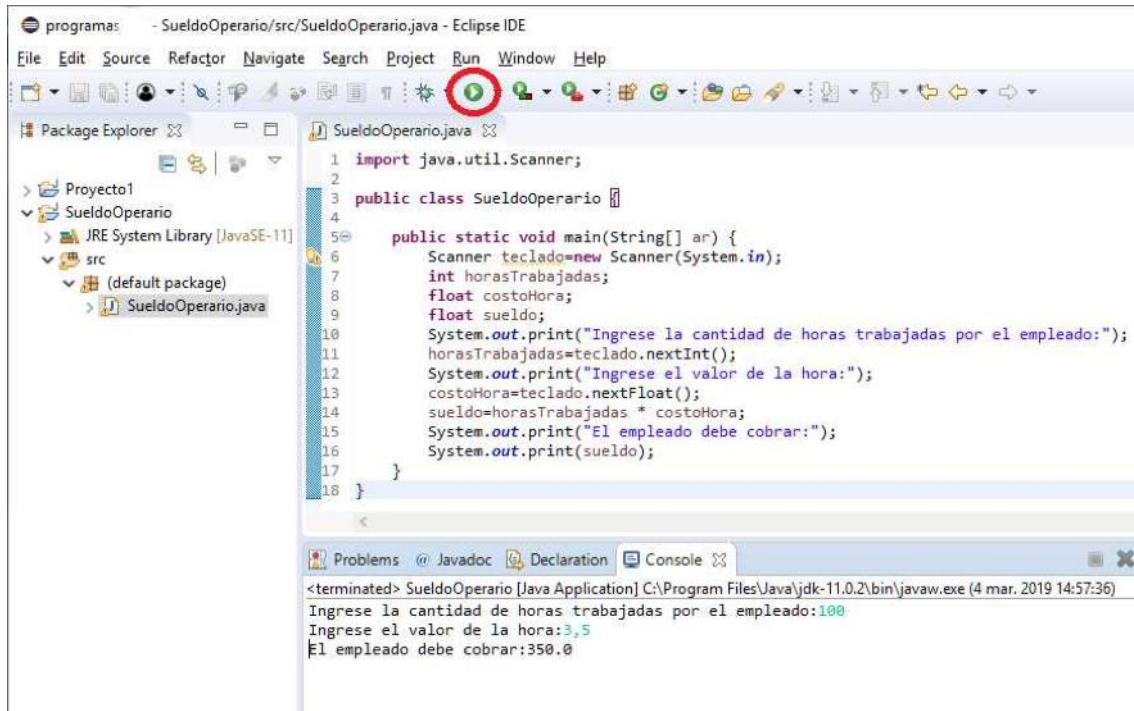 programas - SueldoOperario/src/SueldoOperario.java - Eclipse IDE
File Edit Source Refactor Navigate Search Project Run Window Help
Package Explorer
Proyecto1
SueldoOperario
JRE System Library [JavaSE-11]
src
(default package)
SueldoOperario.java
SueldoOperario.java
1 import java.util.Scanner;
2
3 public class SueldoOperario {
4
5 public static void main(String[] ar) {
6 Scanner teclado=new Scanner(System.in);
7 int horasTrabajadas;
8 float costoHora;
9 float sueldo;
10 System.out.print("Ingrese la cantidad de horas trabajadas por el empleado:");
11 horasTrabajadas=teclado.nextInt();
12 System.out.print("Ingrese el valor de la hora:");
13 costoHora=teclado.nextFloat();
14 sueldo=horasTrabajadas * costoHora;
15 System.out.print("El empleado debe cobrar:");
16 System.out.print(sueldo);
17 }
18 }
Problems @ Javadoc Declaration Console
<terminated> SueldoOperario [Java Application] C:\Program Files\Java\jdk-11.0.2\bin\javaw.exe (4 mar. 2019 14:57:36)
Ingrese la cantidad de horas trabajadas por el empleado:100
Ingrese el valor de la hora:3,5
El empleado debe cobrar:350.0